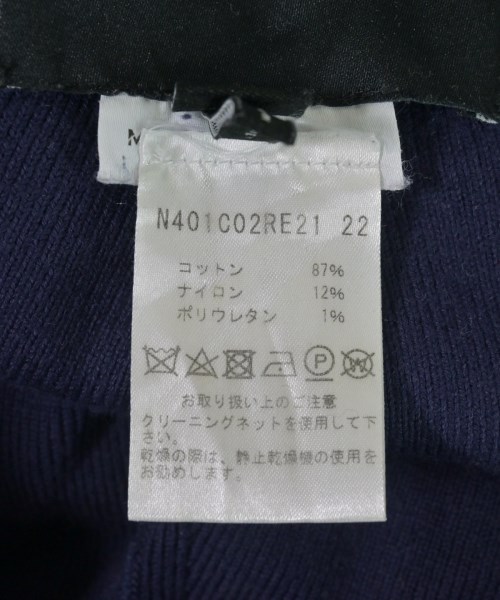 M
N401C02RE21 22
コットン 87%
ナイロン 12%
ポリウレタン 1%
P W
お取り扱い上のご注意
クリーニングネットを使用して下
さい。
乾燥の際は、静止乾燥機の使用を
お勧めします。